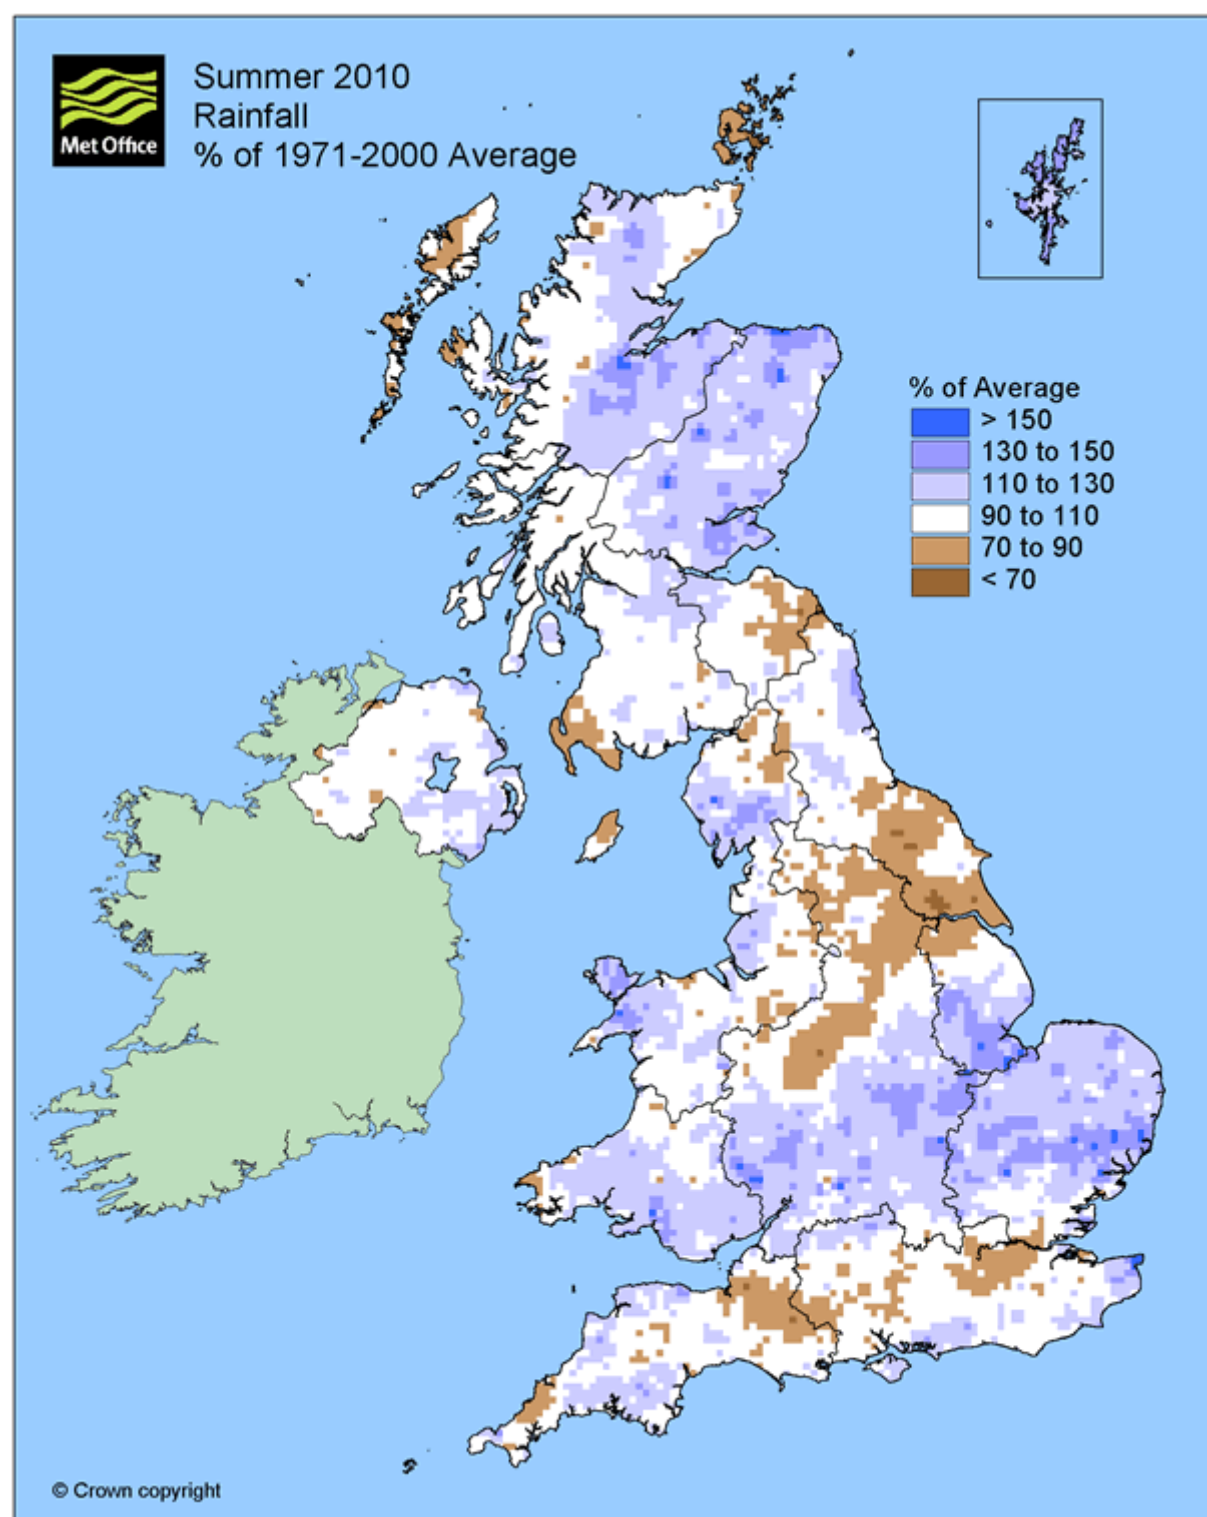 Met Office
Summer 2010
Rainfall
% of 1971-2000 Average
% of Average
> 150
130 to 150
110 to 130
90 to 110
70 to 90
< 70
© Crown copyright